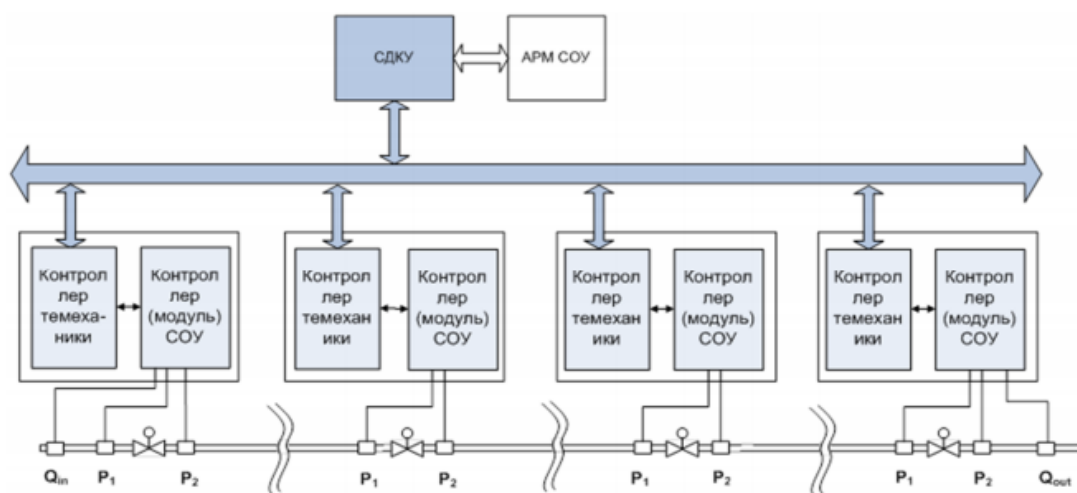 СДКУ
АРМ СОУ
Контрол
лер
темеха-
ники
Контрол
лер
(модуль)
СОУ
Контрол
лер
темехан
ики
Контрол
лер
(модуль)
СОУ
Контрол
лер
темехан
ики
Контрол
лер
(модуль)
СОУ
Контрол
лер
темехан
ики
Контрол
лер
(модуль)
СОУ
Qin
P1
P2
P1
P2
P1
P2
P1
P2
Qout